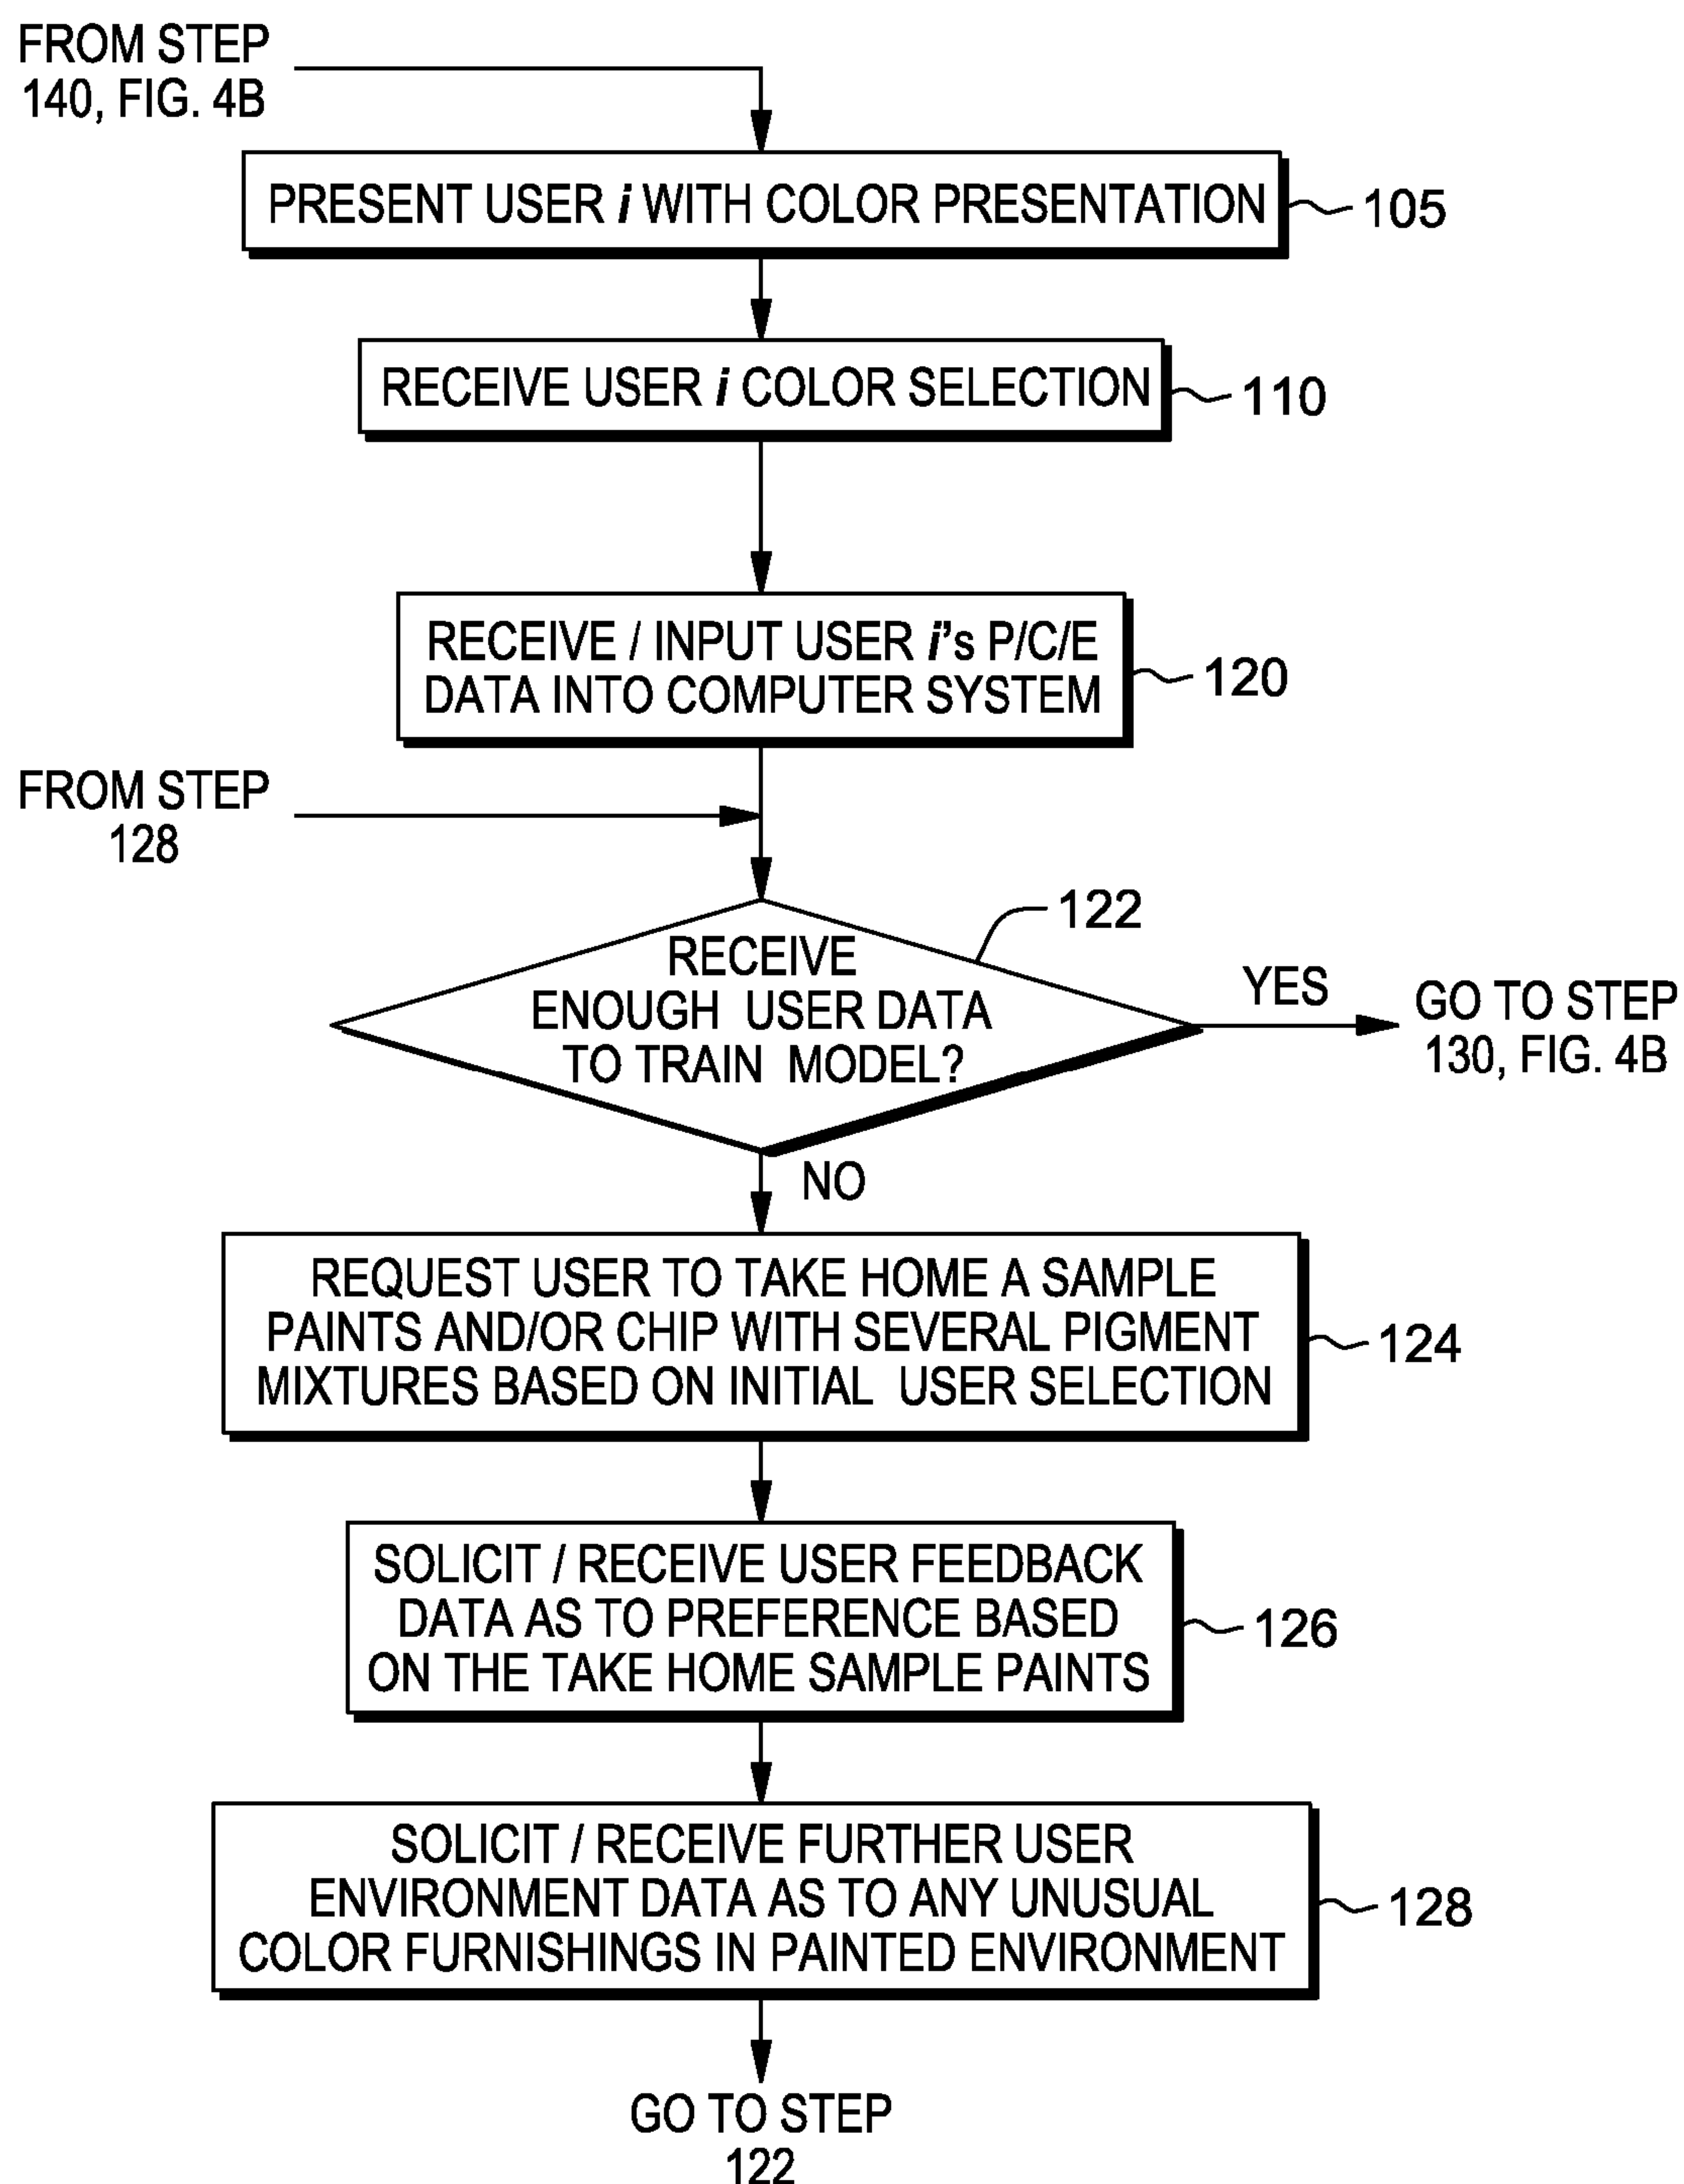 FROM STEP
140, FIG. 4B
PRESENT USER i WITH COLOR PRESENTATION
105
RECEIVE USER i COLOR SELECTION
110
RECEIVE / INPUT USER i's P/C/E
DATA INTO COMPUTER SYSTEM
120
FROM STEP
128
122
RECEIVE
ENOUGH USER DATA
TO TRAIN MODEL?
YES
GO TO STEP
130, FIG. 4B
NO
REQUEST USER TO TAKE HOME A SAMPLE
PAINTS AND/OR CHIP WITH SEVERAL PIGMENT
MIXTURES BASED ON INITIAL USER SELECTION
124
SOLICIT / RECEIVE USER FEEDBACK
DATA AS TO PREFERENCE BASED
ON THE TAKE HOME SAMPLE PAINTS
126
SOLICIT / RECEIVE FURTHER USER
ENVIRONMENT DATA AS TO ANY UNUSUAL
COLOR FURNISHINGS IN PAINTED ENVIRONMENT
128
GO TO STEP
122